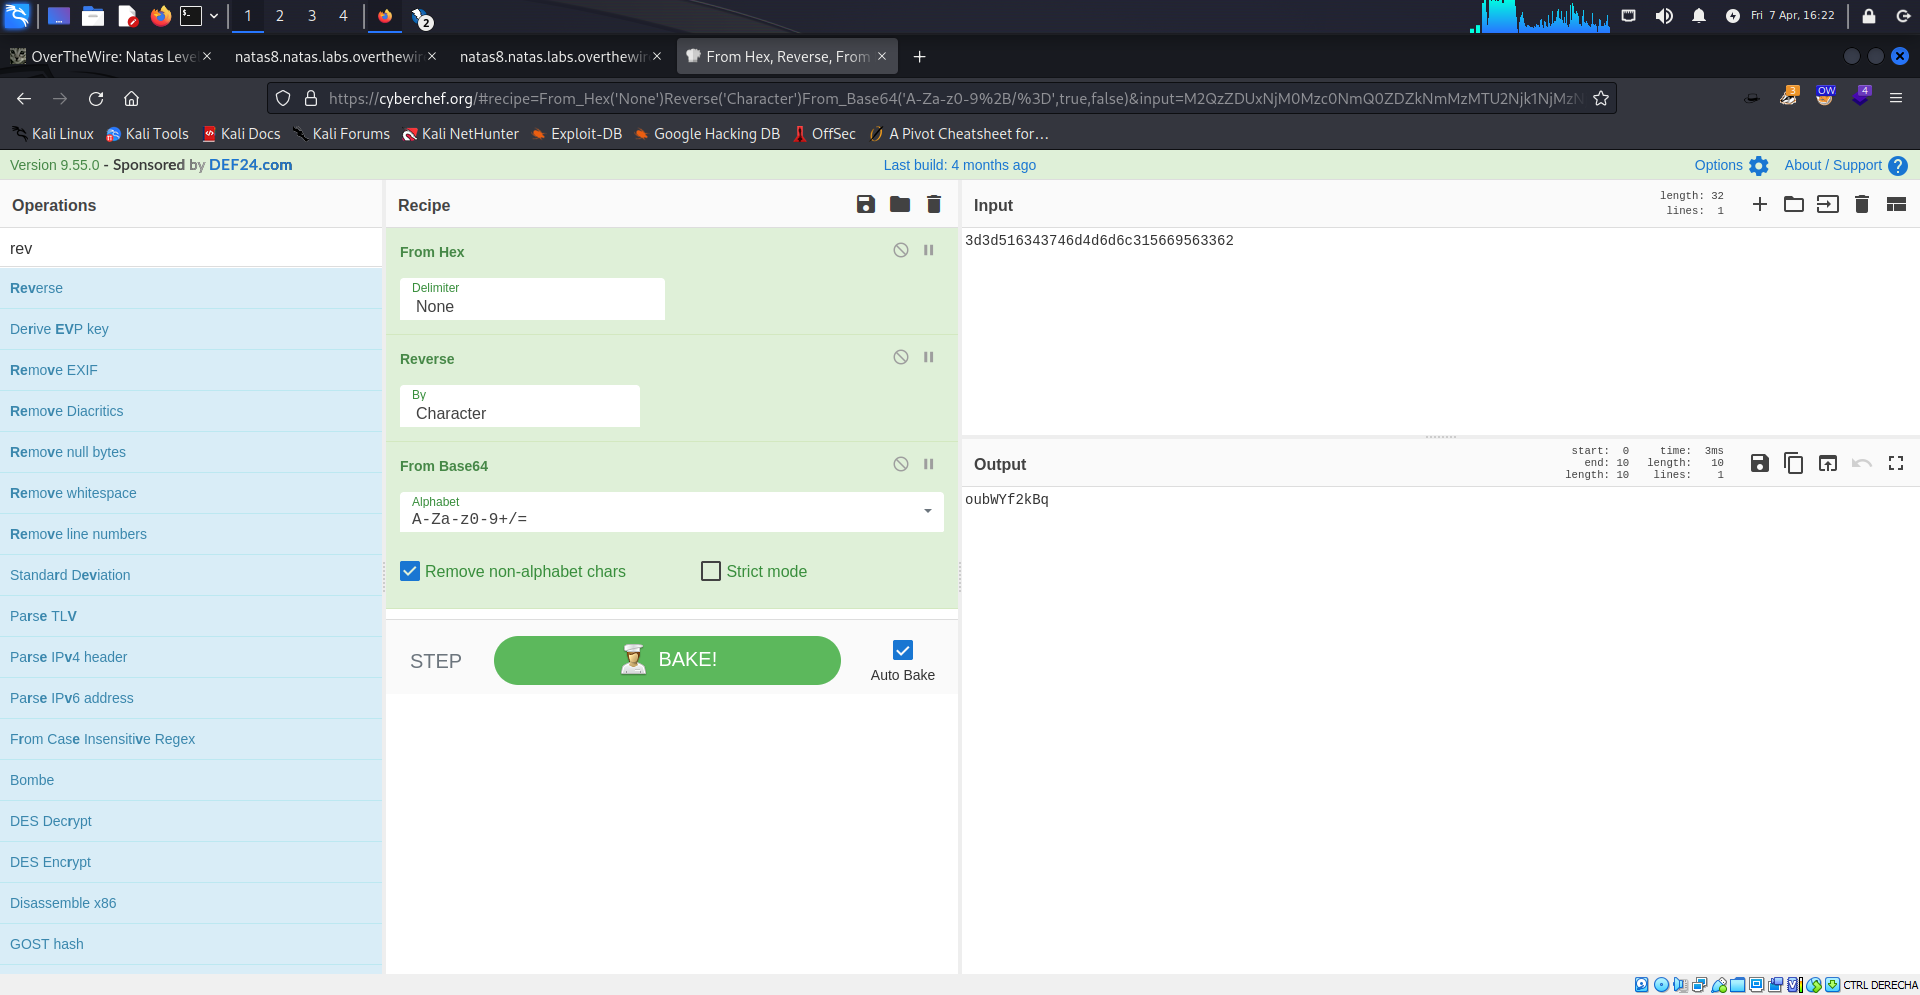 1 2 3 4 2 Fri 7 Apr, 16:22
OverTheWire: Natas Leve natas8.natas.labs.overthewir natas8.natas.labs.overthewir From Hex, Reverse, From
https://cyberchef.org/#recipe=From_Hex('None')Reverse('Character')From_Base64('A-Za-z0-9%2B/%3D',true,false)&input=M2QzZDUxNjM0Mzc0NmQ0ZDZkNmMzMTU2Njk1NjMzN 3 OW 4
Kali Linux Kali Tools Kali Docs Kali Forums Kali NetHunter Exploit-DB Google Hacking DB OffSec A Pivot Cheatsheet for…
Version 9.55.0 - Sponsored by DEF24.com Last build: 4 months ago Options About / Support ?
Operations
rev
Reverse
Derive EVP key
Remove EXIF
Remove Diacritics
Remove null bytes
Remove whitespace
Remove line numbers
Standard Deviation
Parse TLV
Parse IPv4 header
Parse IPv6 address
From Case Insensitive Regex
Bombe
DES Decrypt
DES Encrypt
Disassemble x86
GOST hash
Recipe
From Hex
Delimiter
None
Reverse
By
Character
From Base64
Alphabet
A-Za-z0-9+/=
Remove non-alphabet chars Strict mode
STEP BAKE! Auto Bake
Input
length: 32
lines: 1
3d3d516343746d4d6d6c315669563362
Output
start: 0 time: 3ms
end: 10 length: 10
length: 10 lines: 1
oubWYf2kBq
CTRL DERECHA